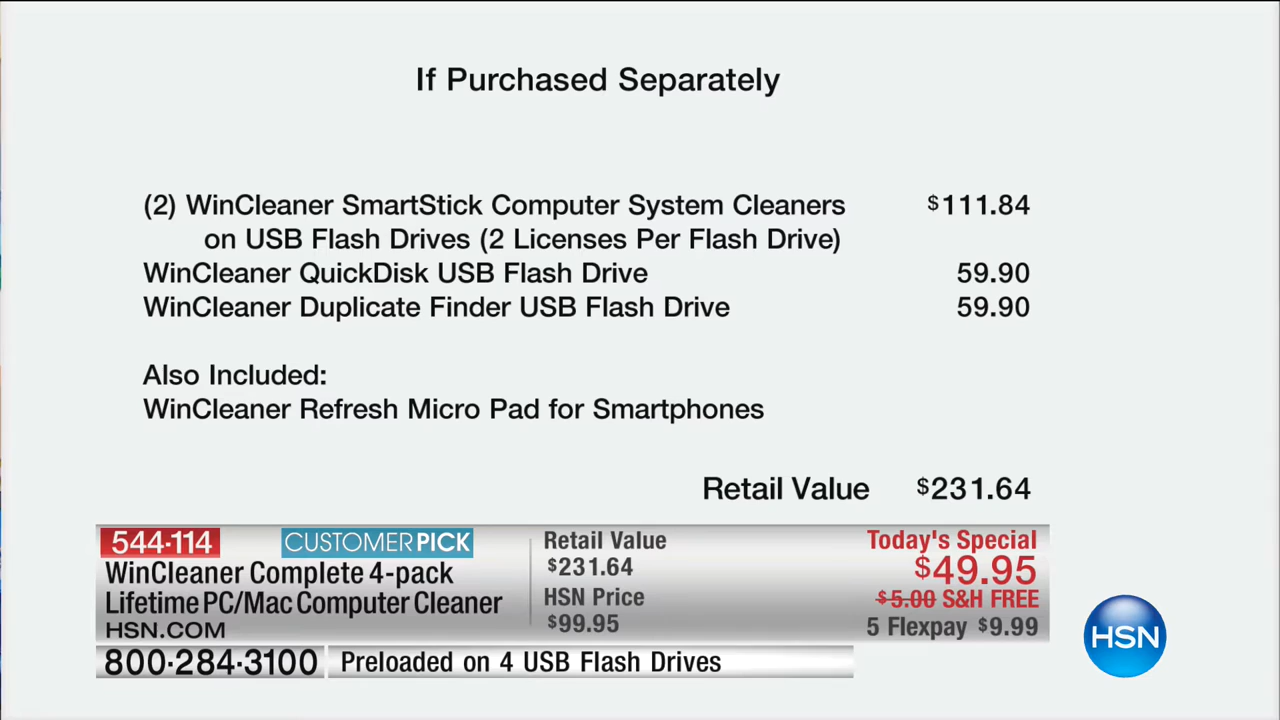 If Purchased Separately
(2) WinCleaner SmartStick Computer System Cleaners $111.84
on USB Flash Drives (2 Licenses Per Flash Drive)
WinCleaner QuickDisk USB Flash Drive 59.90
WinCleaner Duplicate Finder USB Flash Drive 59.90
Also Included:
WinCleaner Refresh Micro Pad for Smartphones
Retail Value $231.64
544-114 CUSTOMER PICK
WinCleaner Complete 4-pack
Lifetime PC/Mac Computer Cleaner
HSN.COM
Retail Value
$231.64
HSN Price
$99.95
Today's Special
$49.95
$5.00 S&H FREE
5 Flexpay $9.99
HSN
800-284-3100 Preloaded on 4 USB Flash Drives